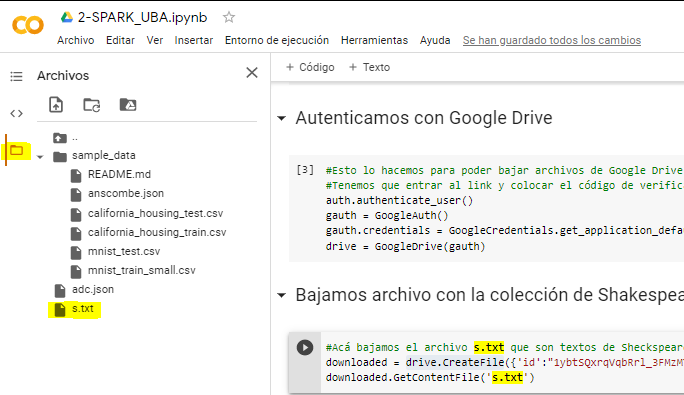 2-SPARK_UBA.ipynb
Archivo Editar Ver Insertar Entorno de ejecución Herramientas Ayuda Se han guardado todos los cambios
Archivos
+ Código + Texto
..
sample_data
README.md
anscombe.json
california_housing_test.csv
california_housing_train.csv
mnist_test.csv
mnist_train_small.csv
adc.json
s.txt
Autenticamos con Google Drive
[3] #Esto lo hacemos para poder bajar archivos de Google Drive
#Tenemos que entrar al link y colocar el código de verific
auth.authenticate_user()
gauth = GoogleAuth()
gauth.credentials = GoogleCredentials.get_application_defa
drive = GoogleDrive(gauth)
Bajamos archivo con la colección de Shakespea
#Acá bajamos el archivo s.txt que son textos de Sheckspear
downloaded = drive.CreateFile({'id':"1ybtSQxrqVqbRrl_3FMzM
downloaded.GetContentFile('s.txt')